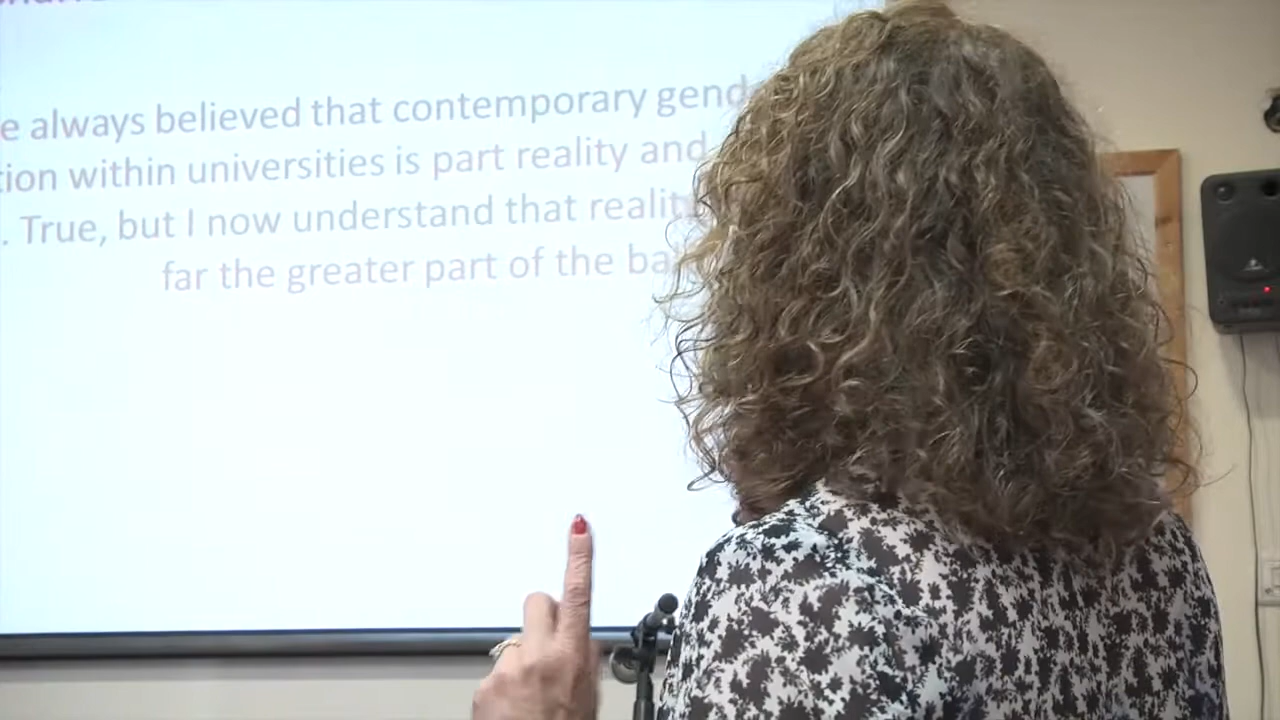 e always believed that contemporary gend
tion within universities is part reality and
. True, but I now understand that realit
far the greater part of the ba